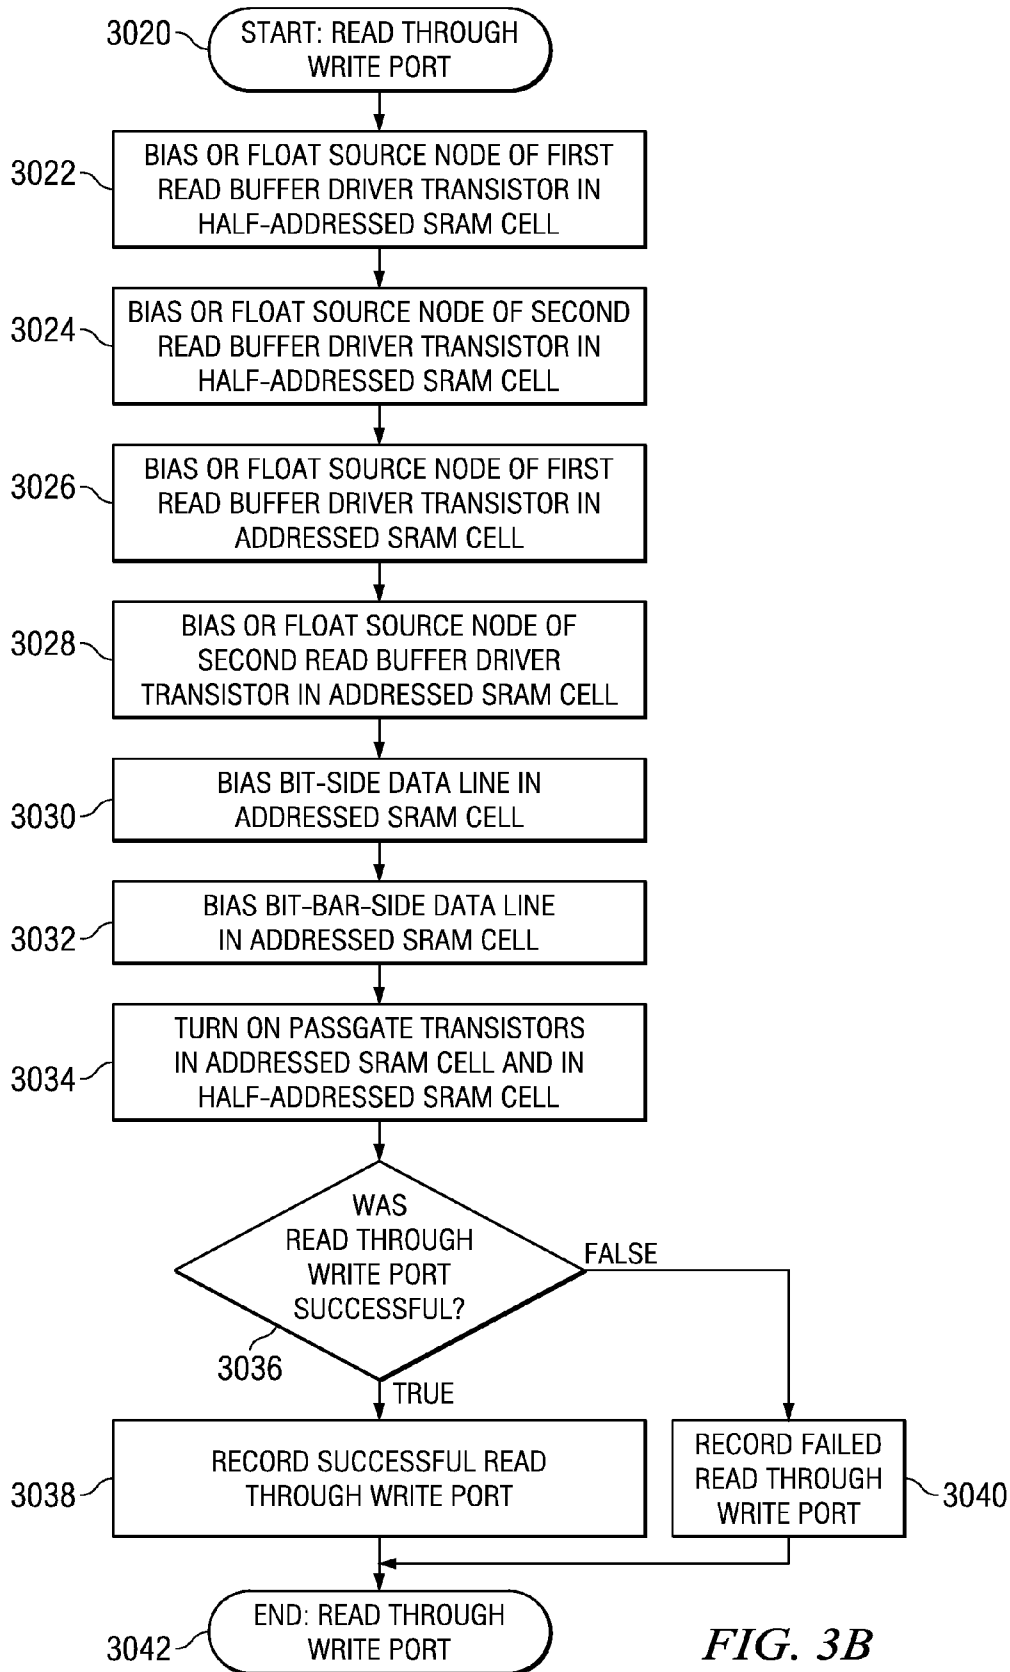 3020
START: READ THROUGH
WRITE PORT
3022
BIAS OR FLOAT SOURCE NODE OF FIRST
READ BUFFER DRIVER TRANSISTOR IN
HALF-ADDRESSED SRAM CELL
3024
BIAS OR FLOAT SOURCE NODE OF SECOND
READ BUFFER DRIVER TRANSISTOR IN
HALF-ADDRESSED SRAM CELL
3026
BIAS OR FLOAT SOURCE NODE OF FIRST
READ BUFFER DRIVER TRANSISTOR IN
ADDRESSED SRAM CELL
3028
BIAS OR FLOAT SOURCE NODE OF
SECOND READ BUFFER DRIVER
TRANSISTOR IN ADDRESSED SRAM CELL
3030
BIAS BIT-SIDE DATA LINE IN
ADDRESSED SRAM CELL
3032
BIAS BIT-BAR-SIDE DATA LINE
IN ADDRESSED SRAM CELL
3034
TURN ON PASSGATE TRANSISTORS
IN ADDRESSED SRAM CELL AND IN
HALF-ADDRESSED SRAM CELL
WAS
READ THROUGH
WRITE PORT
SUCCESSFUL?
FALSE
3036
TRUE
3038
RECORD SUCCESSFUL READ
THROUGH WRITE PORT
RECORD FAILED
READ THROUGH
WRITE PORT
3040
END: READ THROUGH
WRITE PORT
3042
FIG. 3B